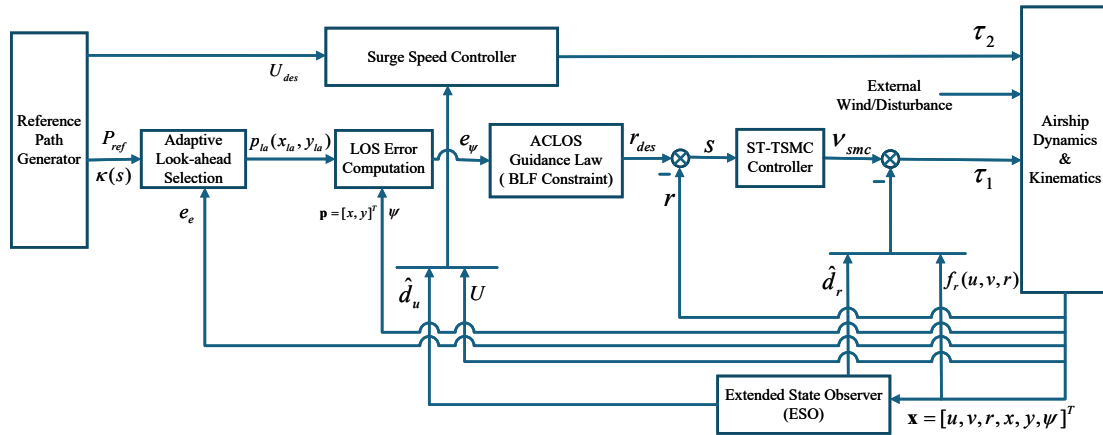 Reference
Path
Generator
U_des
Surge Speed Controller
τ_2
External
Wind/Disturbance
Airship
Dynamics
&
Kinematics
P_ref
κ(s)
Adaptive
Look-ahead
Selection
p_la(x_la, y_la)
LOS Error
Computation
e_ψ
ACLOS
Guidance Law
( BLF Constraint)
r_des
−
r
s
ST-TSMC
Controller
ν_smc
−
τ_1
e_e
p = [x, y]^T ψ
d̂_u
U
d̂_r
f_r(u, v, r)
Extended State Observer
(ESO)
x = [u, v, r, x, y, ψ]^T